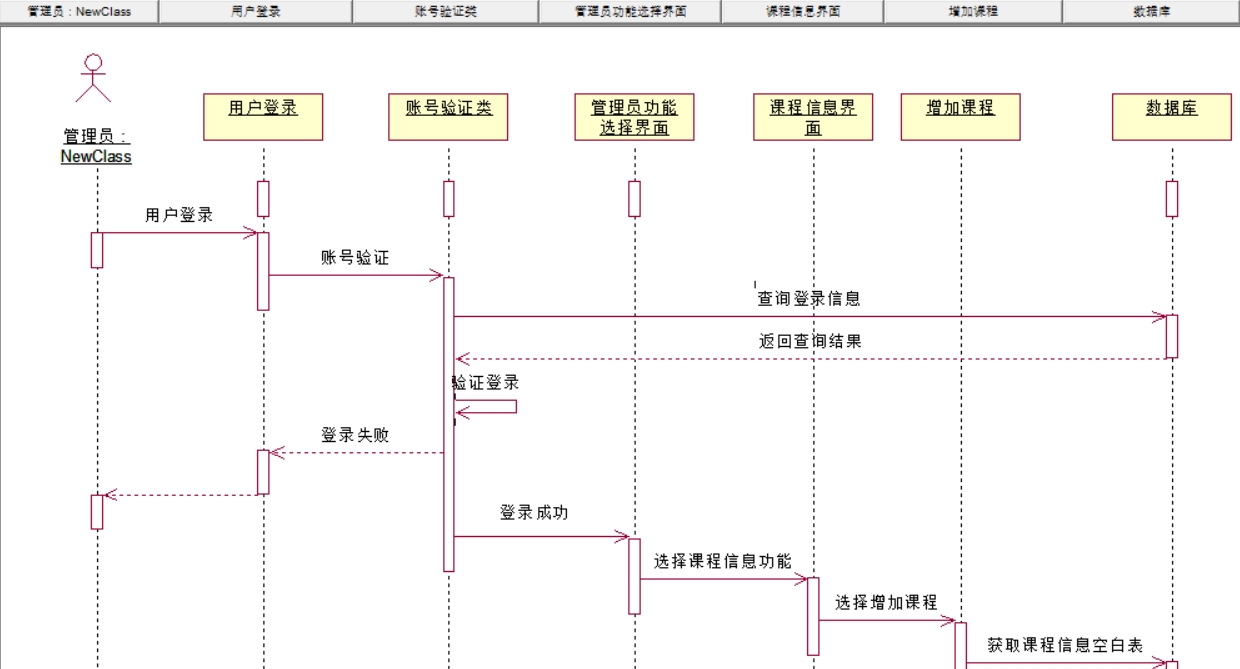 管理员：NewClass
用户登录
账号验证类
管理员功能选择界面
课程信息界面
增加课程
数据库
管理员：
NewClass
用户登录
账号验证类
管理员功能
选择界面
课程信息界
面
增加课程
数据库
用户登录
账号验证
查询登录信息
返回查询结果
验证登录
登录失败
登录成功
选择课程信息功能
选择增加课程
获取课程信息空白表